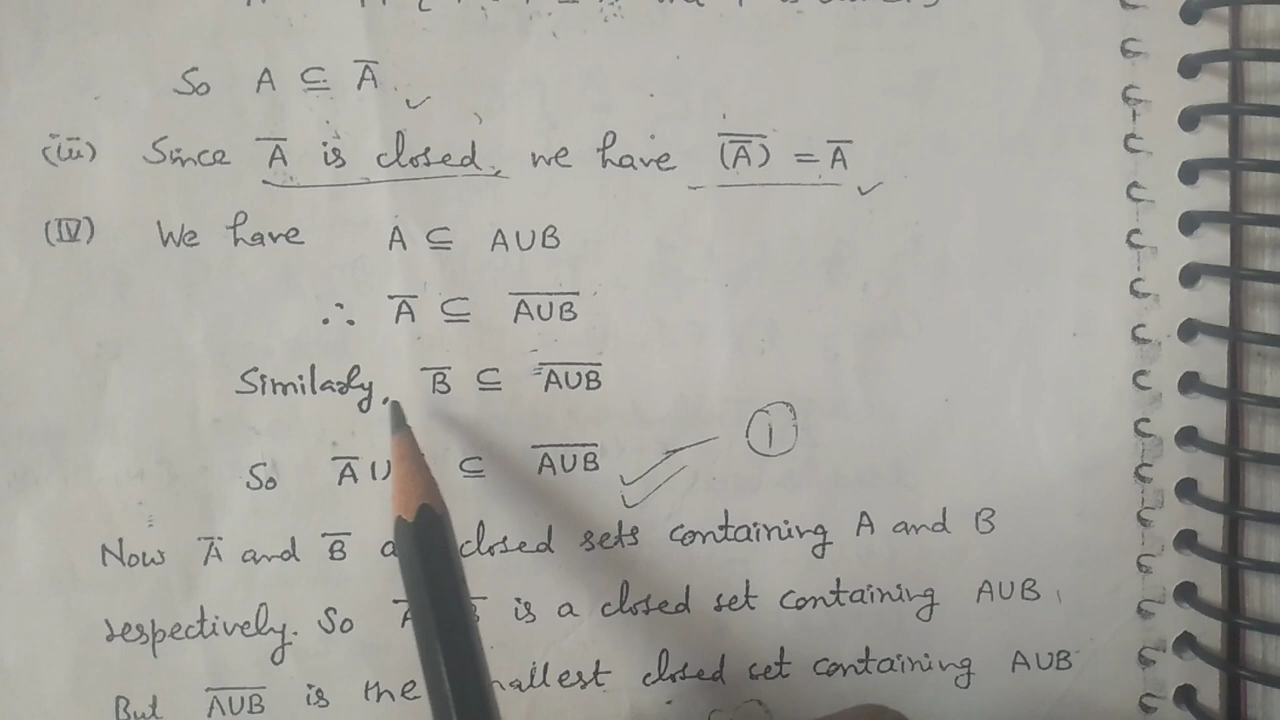 So A ⊆ A̅
(iii) Since A̅ is closed, we have (A̅)̅ = A̅
(IV) We have A ⊆ A∪B
∴ A̅ ⊆ A̅∪̅B̅
Similarly, B̅ ⊆ A̅∪̅B̅
So A̅ ∪ ⊆ A̅∪̅B̅ ①
Now A̅ and B̅ closed sets containing A and B
respectively. So is a closed set containing A∪B.
But A̅∪̅B̅ is the smallest closed set containing A∪B